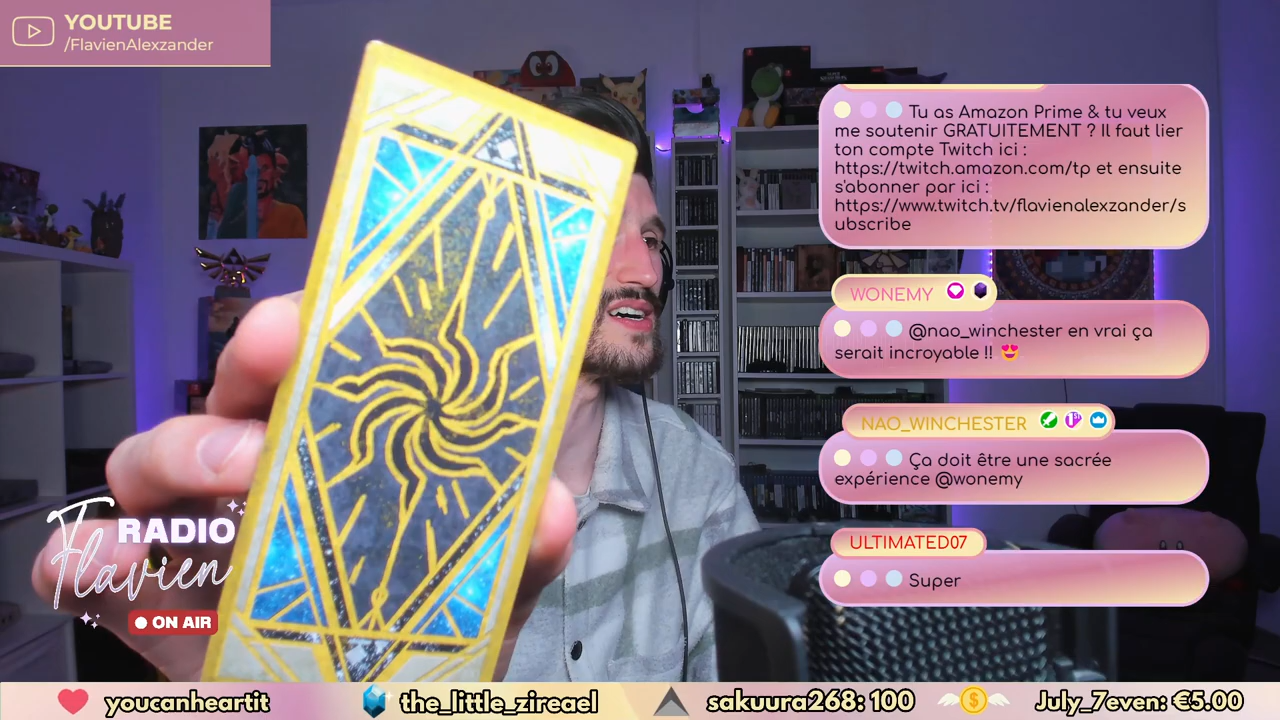 YOUTUBE
/FlavienAlexzander
Tu as Amazon Prime & tu veux
me soutenir GRATUITEMENT ? Il faut lier
ton compte Twitch ici :
https://twitch.amazon.com/tp et ensuite
s'abonner par ici :
https://www.twitch.tv/flavienalexzander/s
ubscribe
WONEMY
@nao_winchester en vrai ça
serait incroyable !! 😍
NAO_WINCHESTER
Ça doit être une sacrée
expérience @wonemy
ULTIMATED07
Super
RADIO
Flavien
ON AIR
youcanheartit
the_little_zireael
sakuura268: 100
July_7even: €5.00